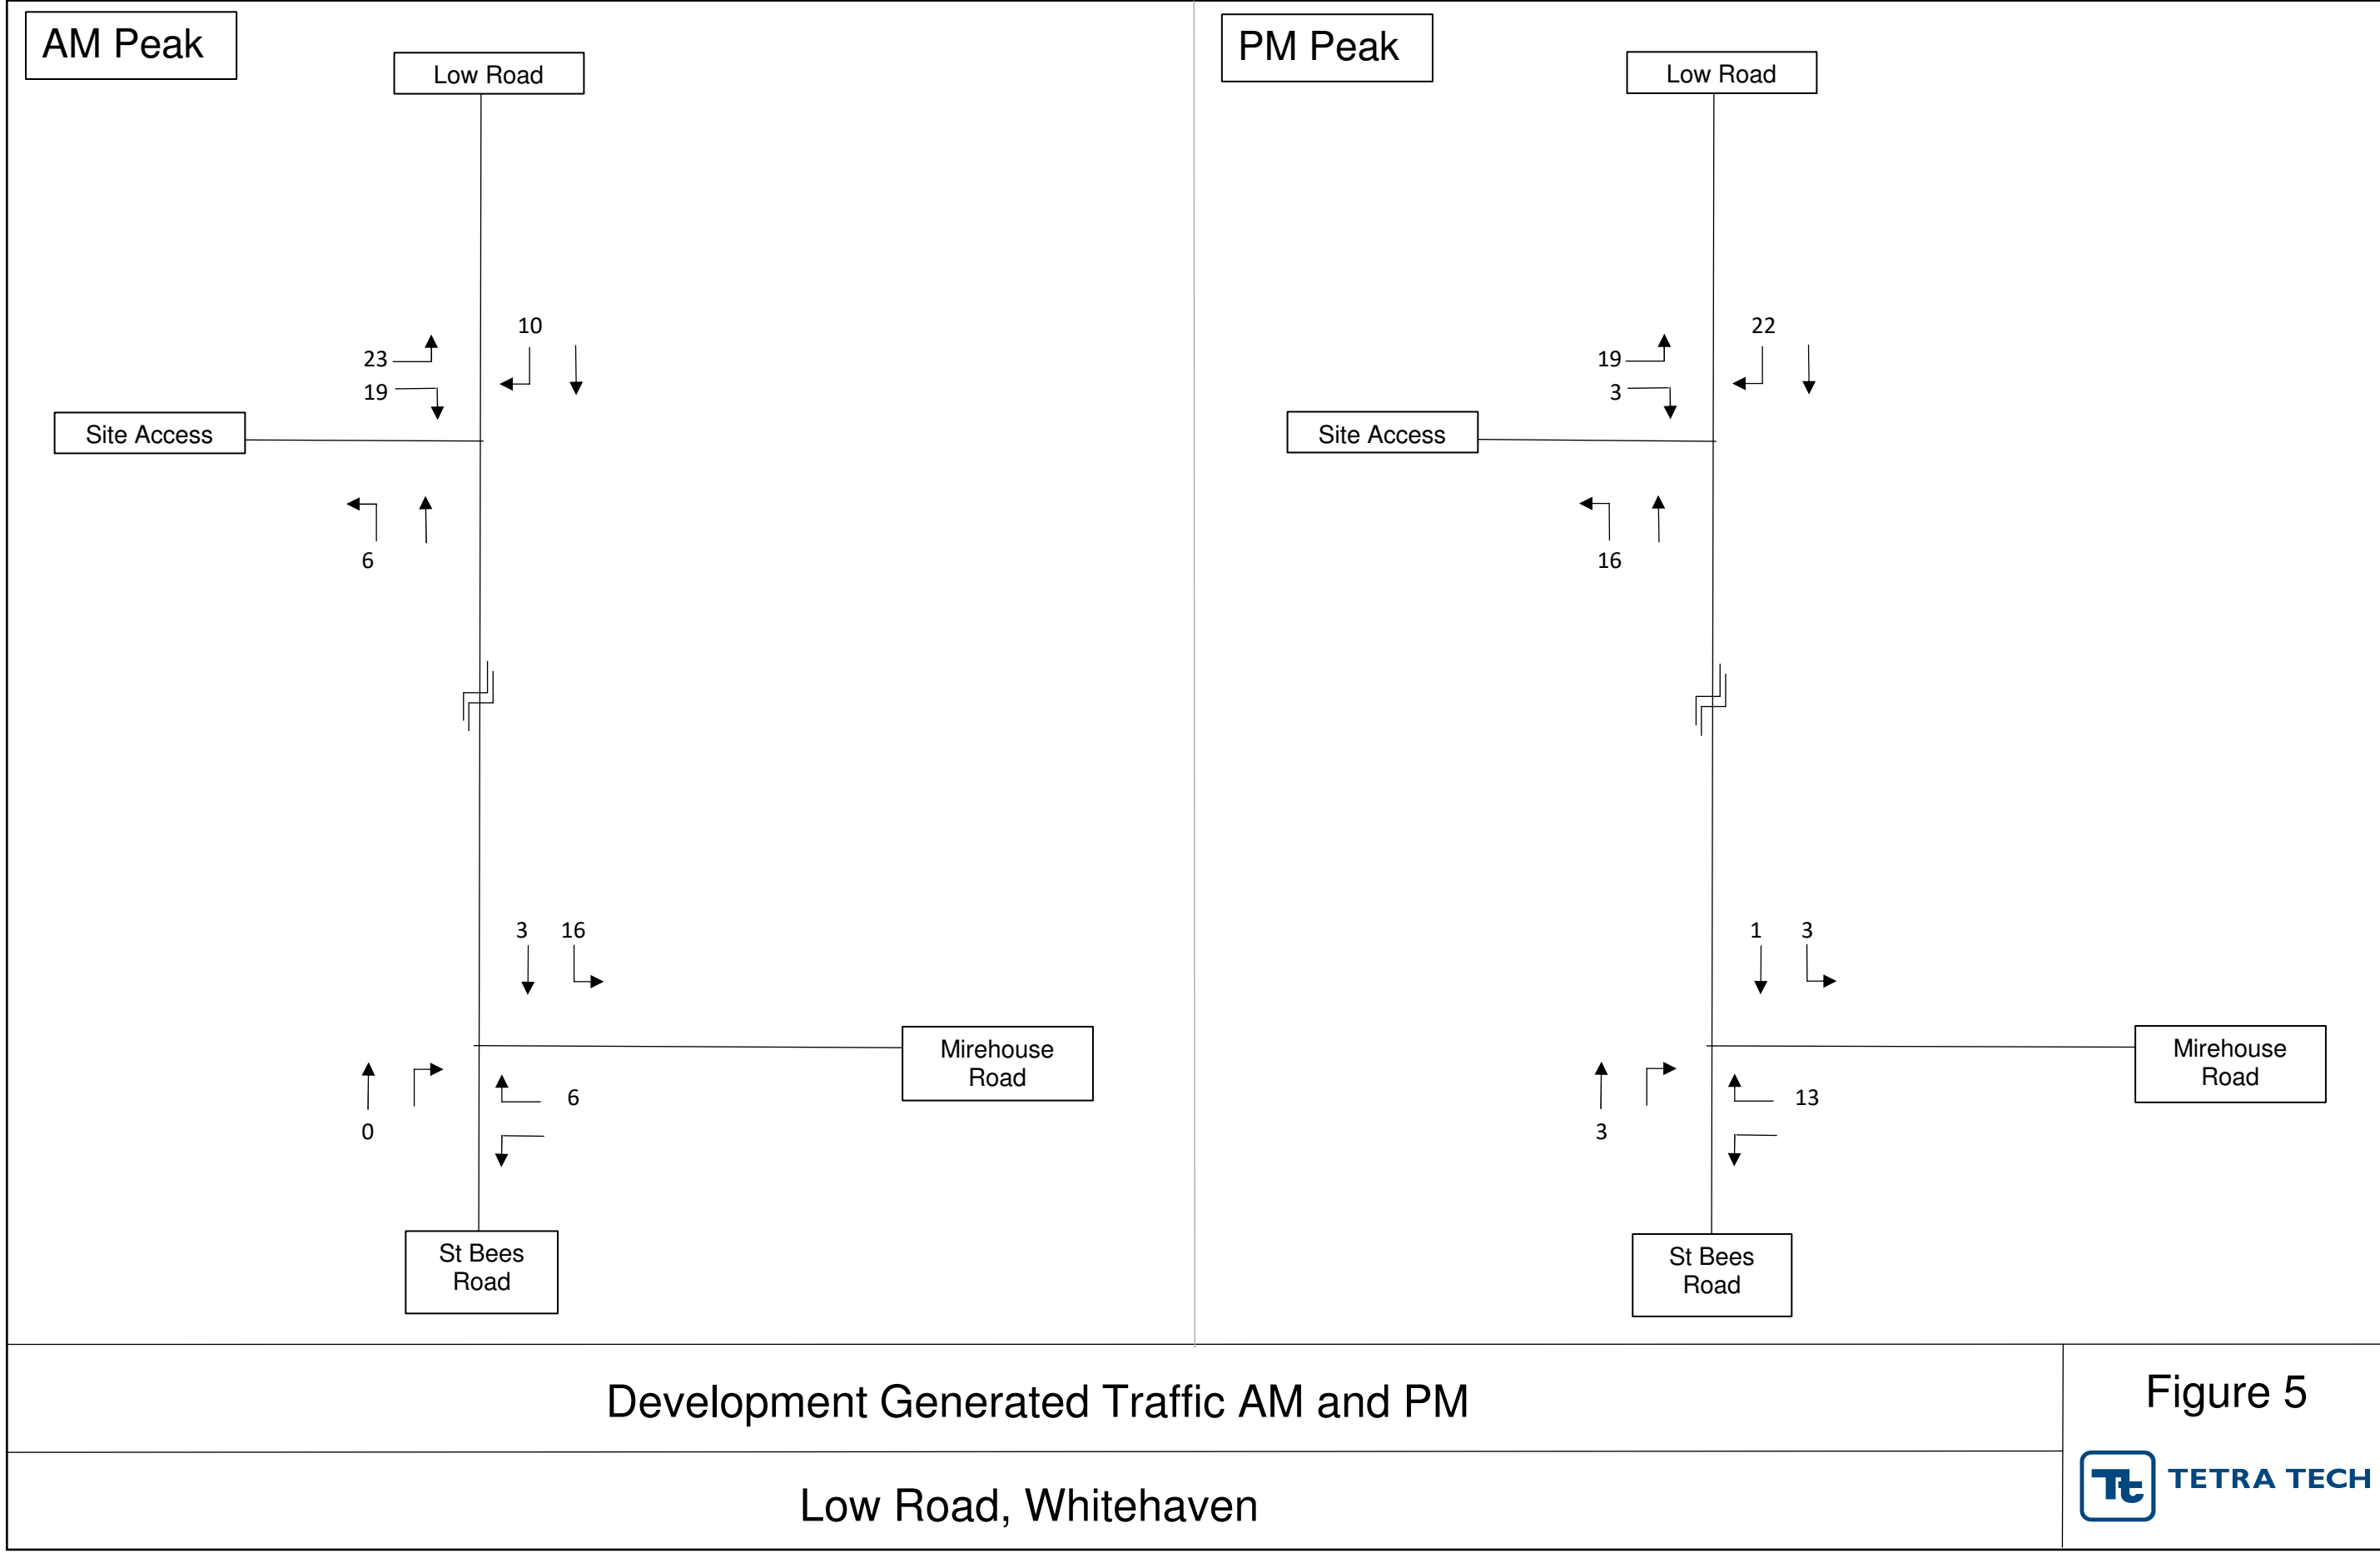 AM Peak
Low Road
10
23
19
Site Access
6
3 16
Mirehouse
Road
6
0
St Bees
Road
PM Peak
Low Road
22
19
3
Site Access
16
1 3
Mirehouse
Road
13
3
St Bees
Road
Development Generated Traffic AM and PM
Low Road, Whitehaven
Figure 5
Tt TETRA TECH